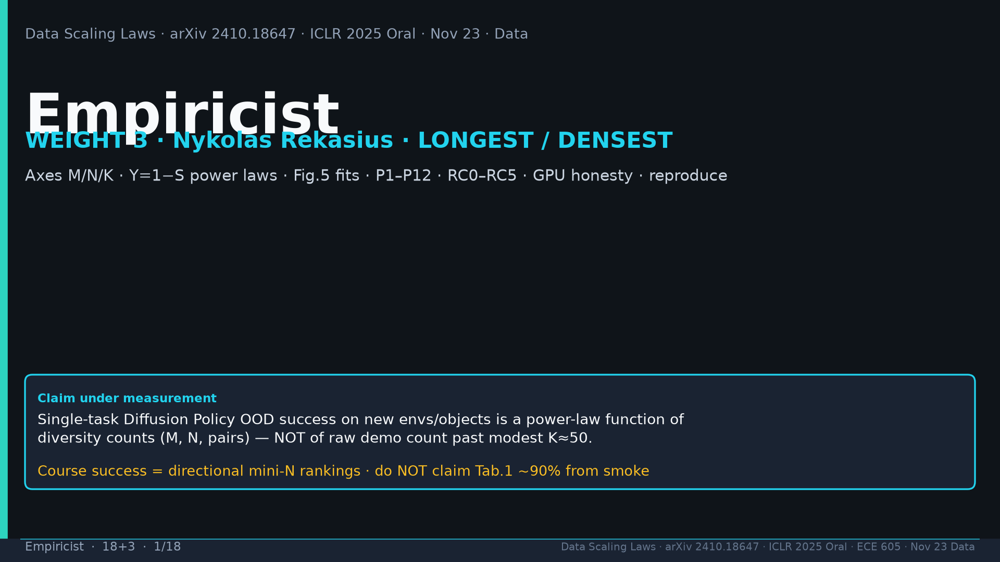 Data Scaling Laws · arXiv 2410.18647 · ICLR 2025 Oral · Nov 23 · Data
Empiricist
WEIGHT 3 · Nykolas Rekasius · LONGEST / DENSEST
Axes M/N/K · Y=1−S power laws · Fig.5 fits · P1–P12 · RC0–RC5 · GPU honesty · reproduce
Claim under measurement
Single-task Diffusion Policy OOD success on new envs/objects is a power-law function of
diversity counts (M, N, pairs) — NOT of raw demo count past modest K≈50.
Course success = directional mini-N rankings · do NOT claim Tab.1 ~90% from smoke
Empiricist · 18+3 · 1/18
Data Scaling Laws · arXiv 2410.18647 · ICLR 2025 Oral · ECE 605 · Nov 23 Data